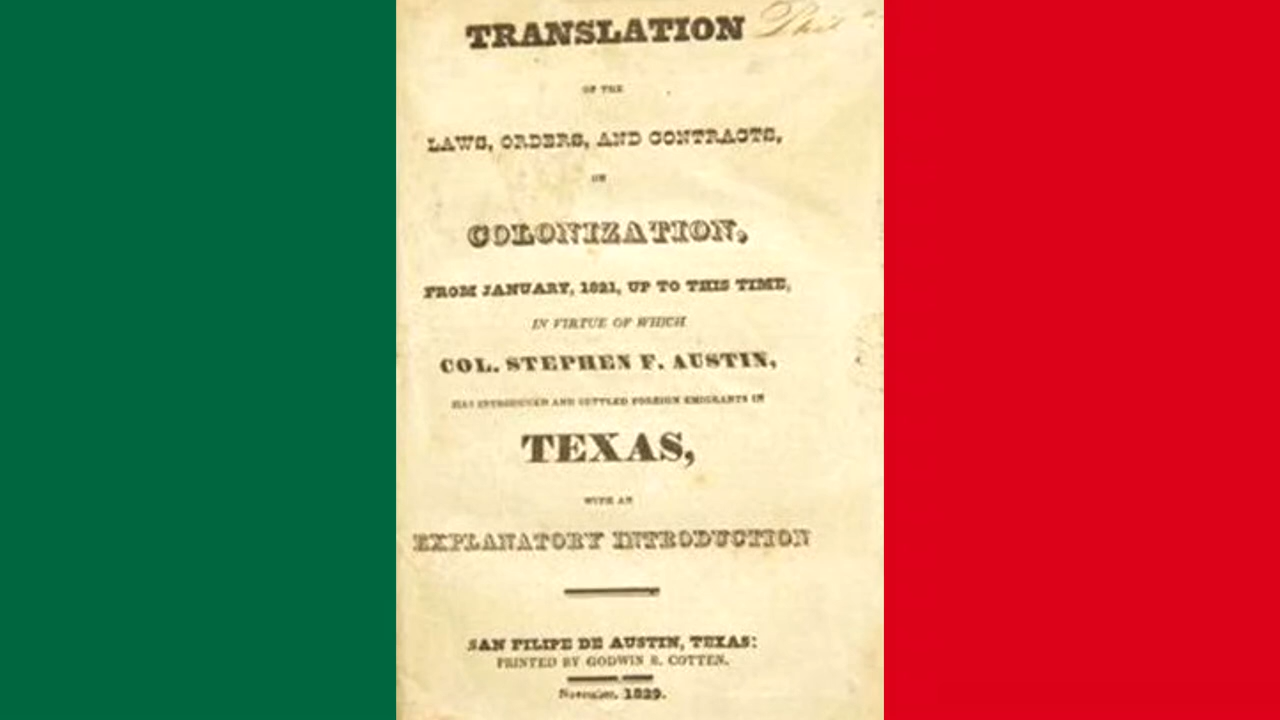 TRANSLATION
OF THE
LAWS, ORDERS, AND CONTRACTS,
ON
COLONIZATION,
FROM JANUARY, 1821, UP TO THIS TIME,
IN VIRTUE OF WHICH
COL. STEPHEN F. AUSTIN,
HAS INTRODUCED AND SETTLED FOREIGN EMIGRANTS IN
TEXAS,
WITH AN
EXPLANATORY INTRODUCTION
SAN FILIPE DE AUSTIN, TEXAS:
PRINTED BY GODWIN B. COTTEN.
November, 1829.